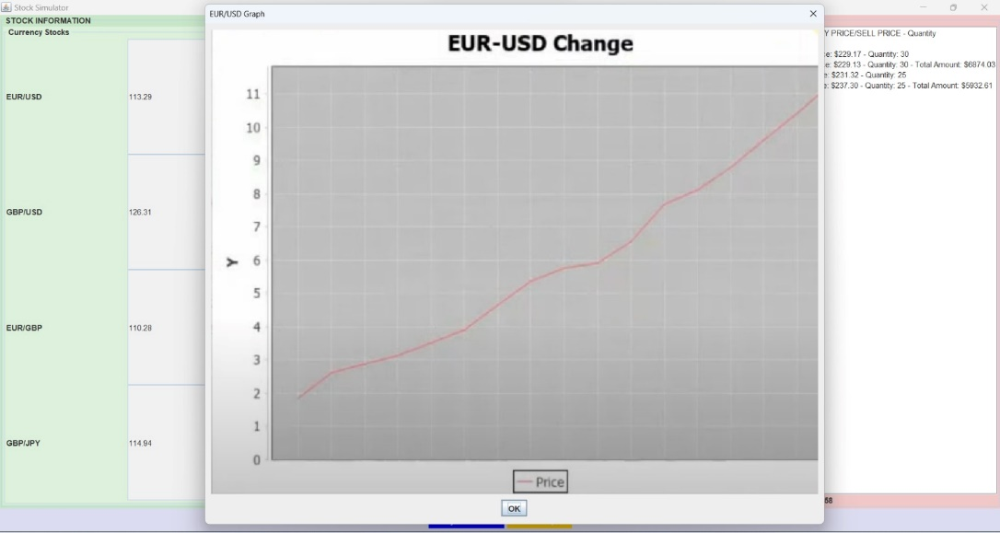 Stock Simulator
STOCK INFORMATION
Currency Stocks
EUR/USD
113.29
GBP/USD
126.31
EUR/GBP
110.28
GBP/JPY
114.94
EUR/USD Graph
EUR-USD Change
11
10
9
8
7
6
5
4
3
2
1
0
Y
Price
OK
PRICE/SELL PRICE - Quantity
$229.17 - Quantity: 30
$229.13 - Quantity: 30 - Total Amount: $6874.03
$231.32 - Quantity: 25
$237.30 - Quantity: 25 - Total Amount: $5932.61